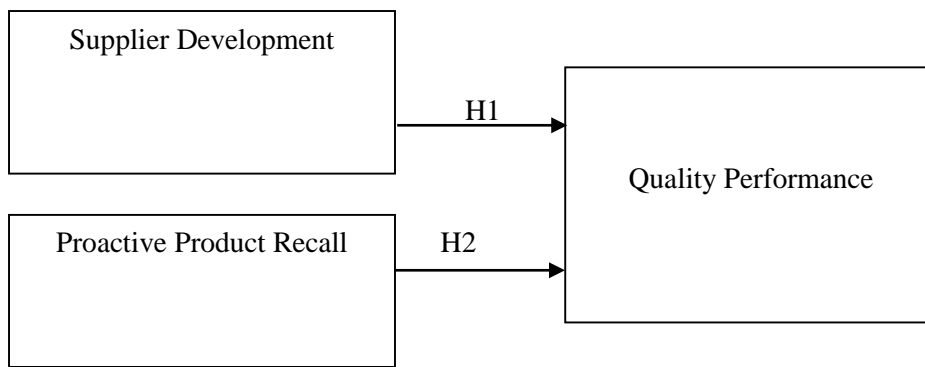 Supplier Development
H1
Quality Performance
Proactive Product Recall
H2